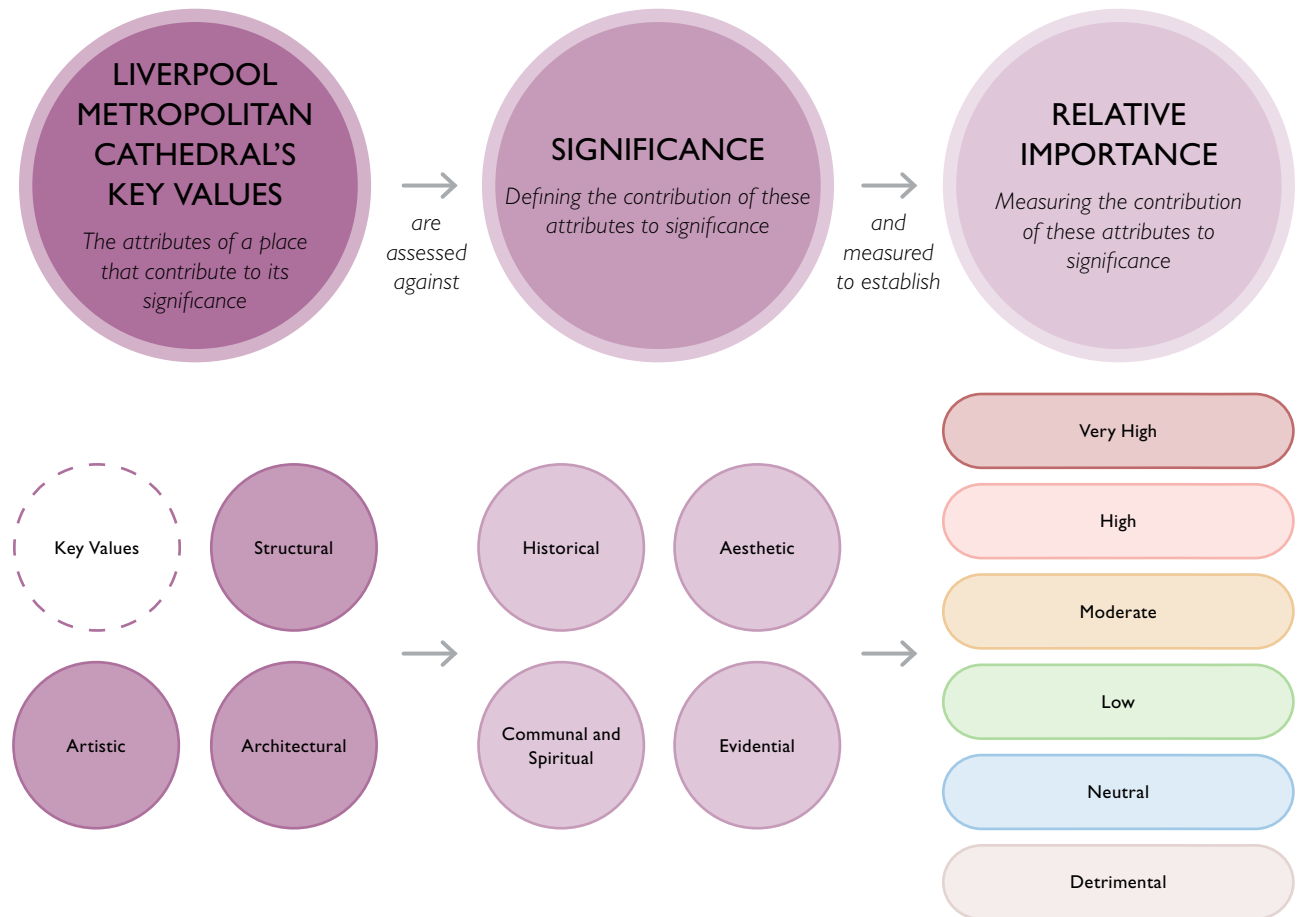 LIVERPOOL
METROPOLITAN
CATHEDRAL'S
KEY VALUES
The attributes of a place
that contribute to its
significance
are
assessed
against
SIGNIFICANCE
Defining the contribution of these
attributes to significance
and
measured
to establish
RELATIVE
IMPORTANCE
Measuring the contribution
of these attributes to
significance
Key Values
Structural
Artistic
Architectural
Historical
Aesthetic
Communal and
Spiritual
Evidential
Very High
High
Moderate
Low
Neutral
Detrimental